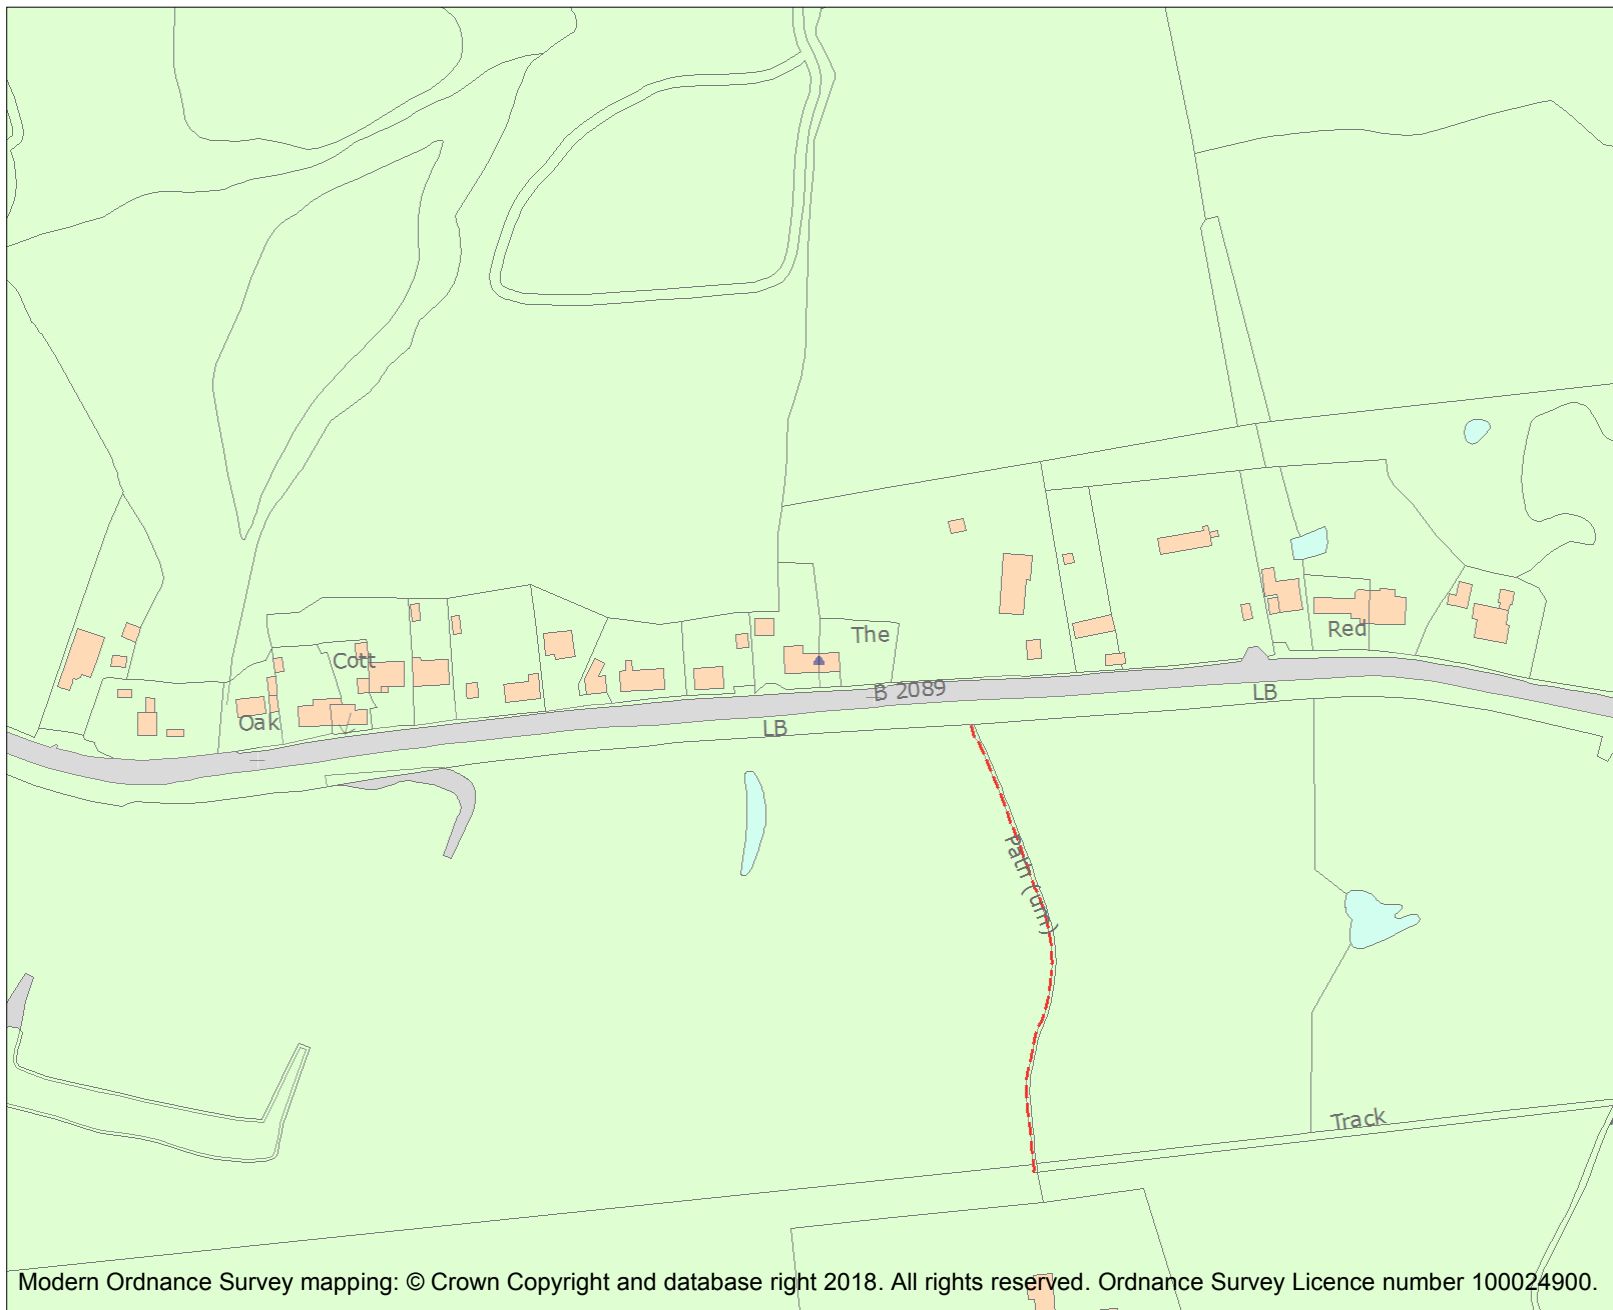 The
Red
Cott
B 2089
LB
Oak
LB
Path (um)
Track
Modern Ordnance Survey mapping: © Crown Copyright and database right 2018. All rights reserved. Ordnance Survey Licence number 100024900.